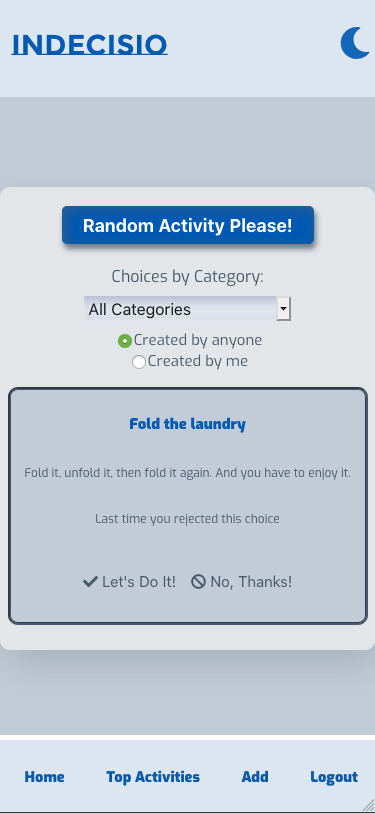 INDECISIO
Random Activity Please!
Choices by Category:
All Categories
Created by anyone
Created by me
Fold the laundry
Fold it, unfold it, then fold it again. And you have to enjoy it.
Last time you rejected this choice
Let's Do It! No, Thanks!
Home Top Activities Add Logout